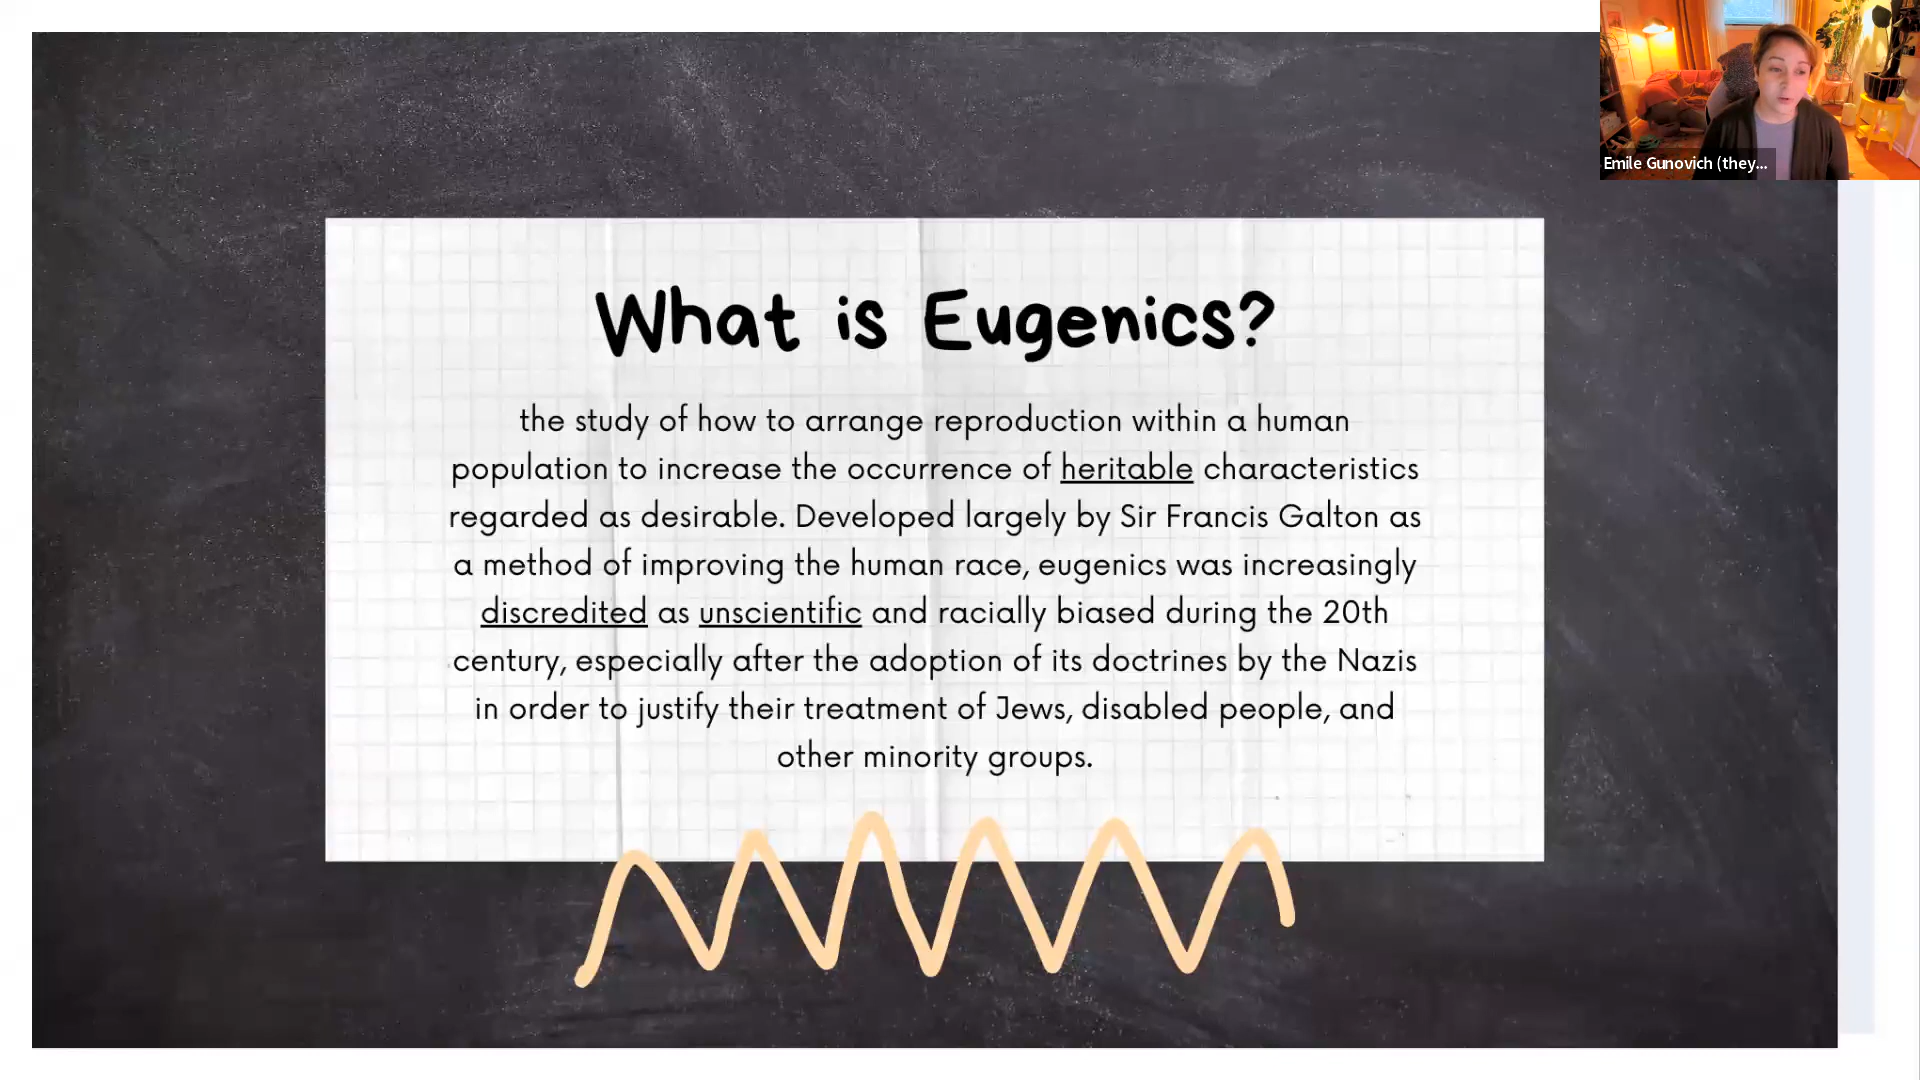 What is Eugenics?
the study of how to arrange reproduction within a human
population to increase the occurrence of heritable characteristics
regarded as desirable. Developed largely by Sir Francis Galton as
a method of improving the human race, eugenics was increasingly
discredited as unscientific and racially biased during the 20th
century, especially after the adoption of its doctrines by the Nazis
in order to justify their treatment of Jews, disabled people, and
other minority groups.
Emile Gunovich (they...